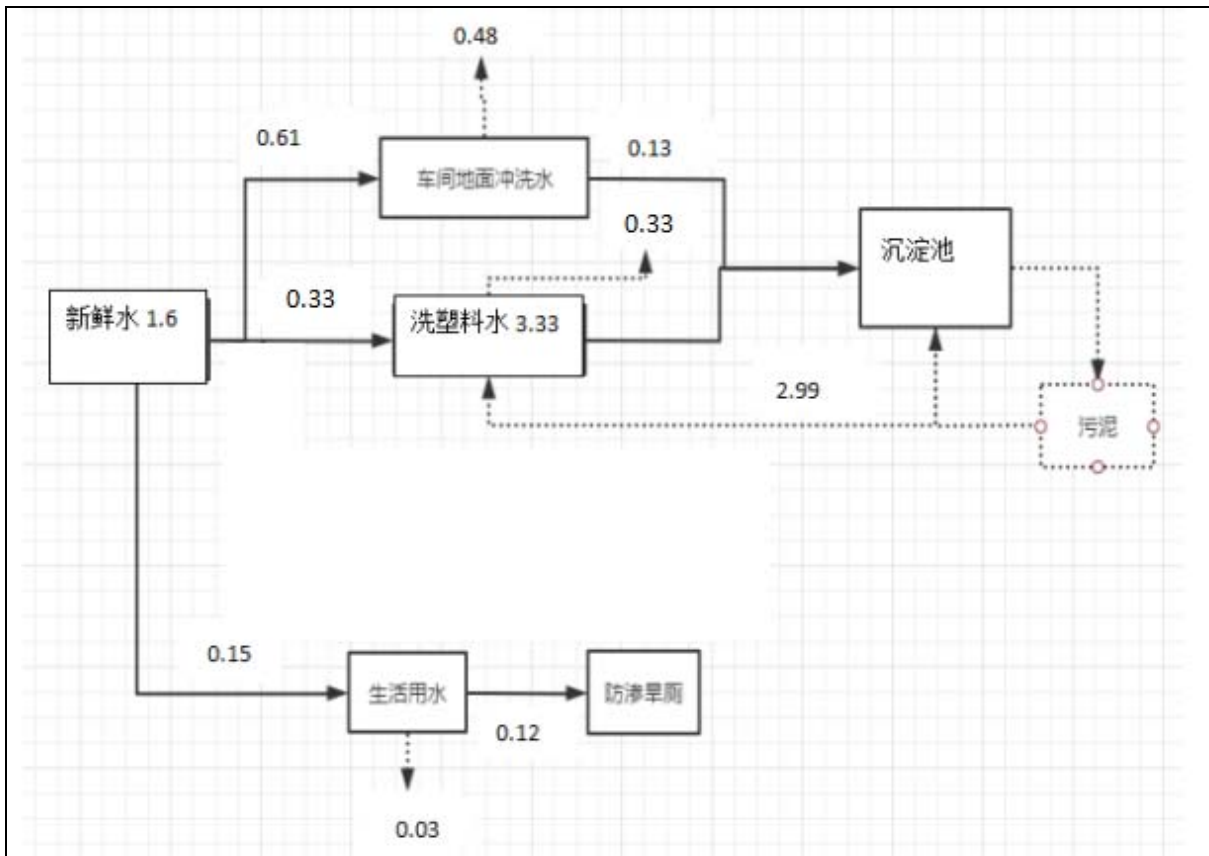 0.48
0.61
车间地面冲洗水
0.13
0.33
沉淀池
新鲜水 1.6
0.33
洗塑料水 3.33
2.99
污泥
0.15
生活用水
防渗旱厕
0.12
0.03